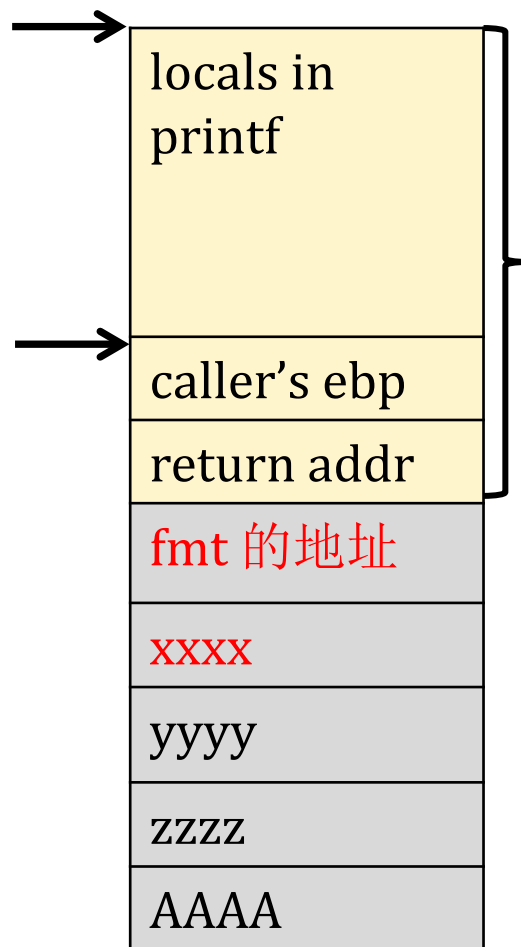 locals in
printf
caller’s ebp
return addr
fmt 的地址
xxxx
yyyy
zzzz
AAAA